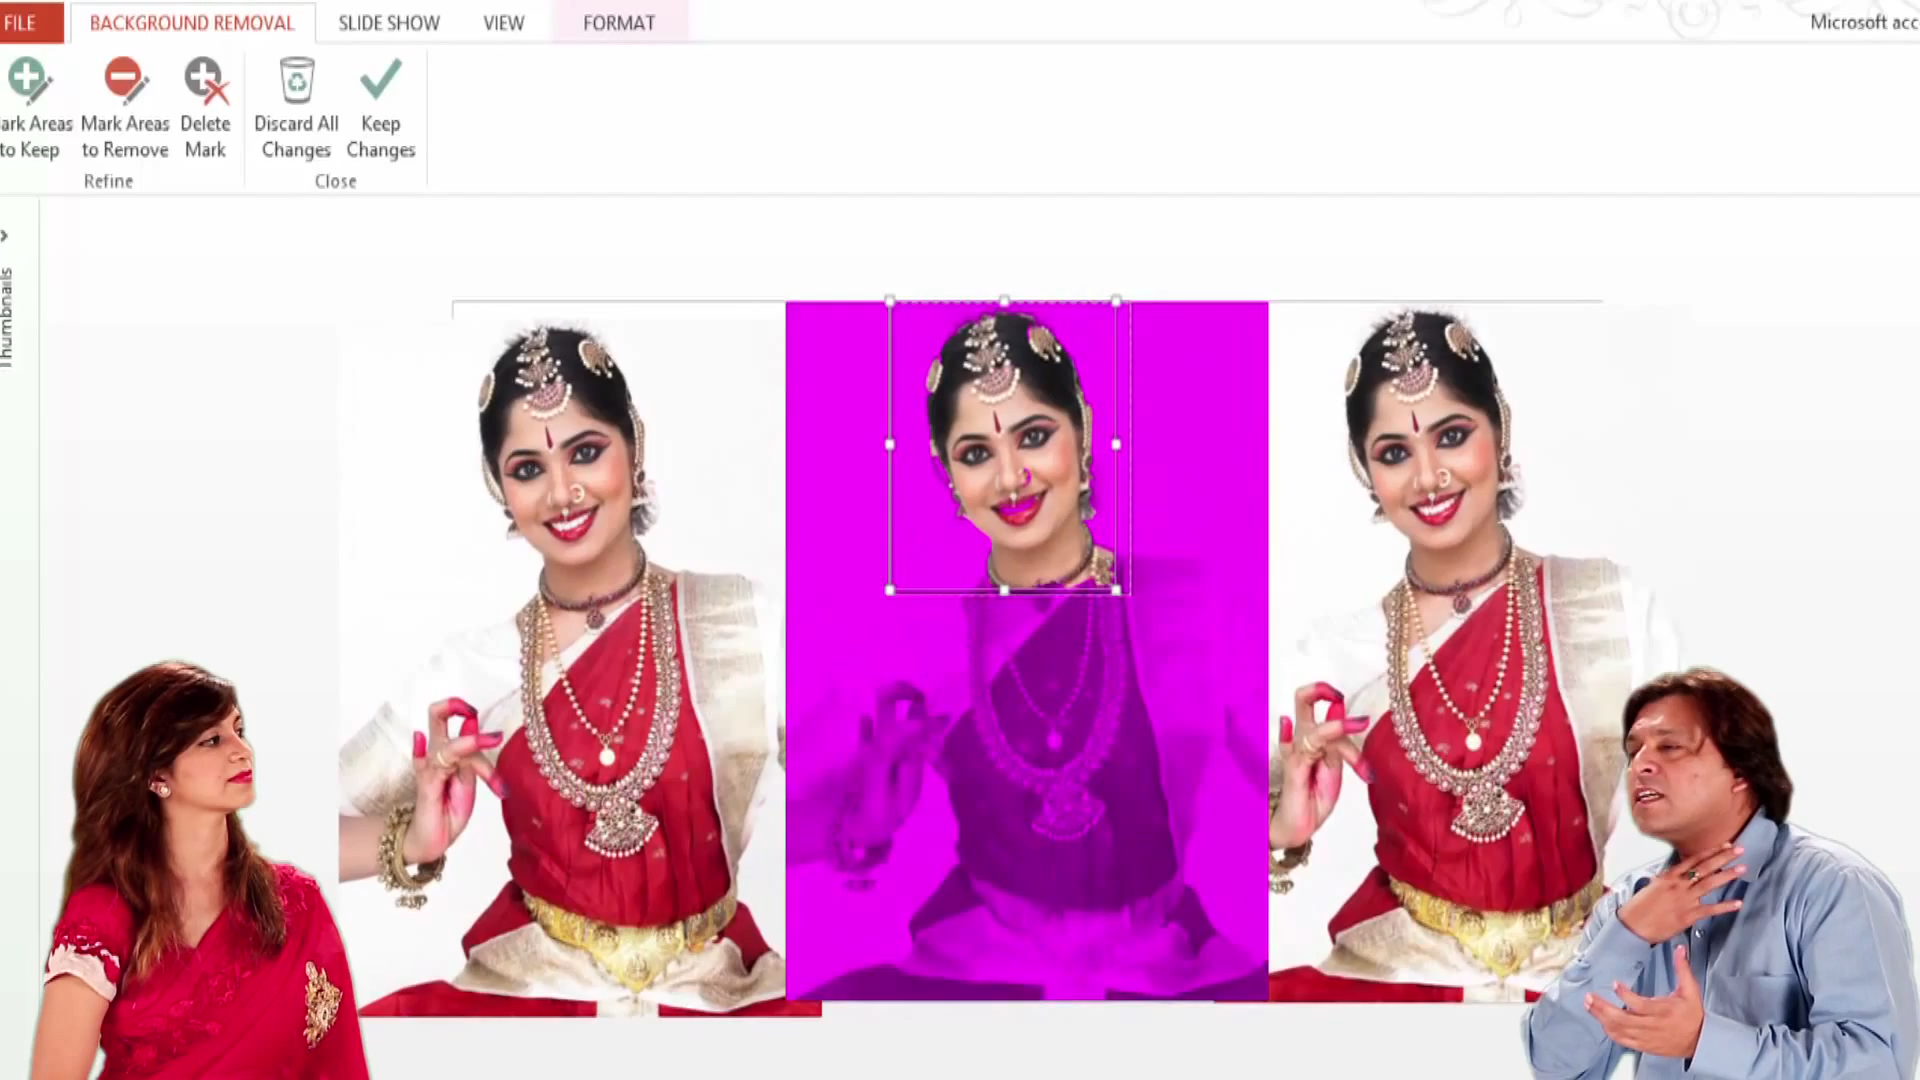 FILE BACKGROUND REMOVAL SLIDE SHOW VIEW FORMAT Microsoft acc
ark Areas to Keep
Mark Areas to Remove
Delete Mark
Discard All Changes
Keep Changes
Refine
Close
Thumbnails